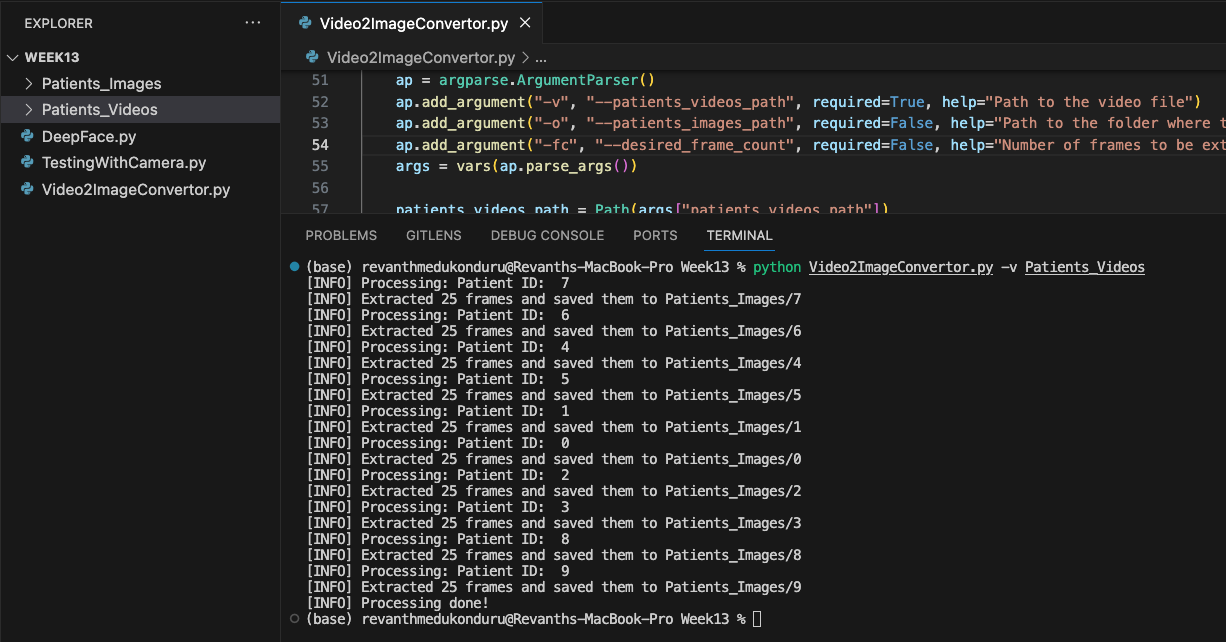 EXPLORER
···
WEEK13
Patients_Images
Patients_Videos
DeepFace.py
TestingWithCamera.py
Video2ImageConvertor.py
Video2ImageConvertor.py
Video2ImageConvertor.py > ...
51 ap = argparse.ArgumentParser()
52 ap.add_argument("-v", "--patients_videos_path", required=True, help="Path to the video file")
53 ap.add_argument("-o", "--patients_images_path", required=False, help="Path to the folder where t
54 ap.add_argument("-fc", "--desired_frame_count", required=False, help="Number of frames to be ext
55 args = vars(ap.parse_args())
56
57 patients_videos_path = Path(args["patients_videos_path"])
PROBLEMS GITLENS DEBUG CONSOLE PORTS TERMINAL
(base) revanthmedukonduru@Revanths-MacBook-Pro Week13 % python Video2ImageConvertor.py -v Patients_Videos
[INFO] Processing: Patient ID:  7
[INFO] Extracted 25 frames and saved them to Patients_Images/7
[INFO] Processing: Patient ID:  6
[INFO] Extracted 25 frames and saved them to Patients_Images/6
[INFO] Processing: Patient ID:  4
[INFO] Extracted 25 frames and saved them to Patients_Images/4
[INFO] Processing: Patient ID:  5
[INFO] Extracted 25 frames and saved them to Patients_Images/5
[INFO] Processing: Patient ID:  1
[INFO] Extracted 25 frames and saved them to Patients_Images/1
[INFO] Processing: Patient ID:  0
[INFO] Extracted 25 frames and saved them to Patients_Images/0
[INFO] Processing: Patient ID:  2
[INFO] Extracted 25 frames and saved them to Patients_Images/2
[INFO] Processing: Patient ID:  3
[INFO] Extracted 25 frames and saved them to Patients_Images/3
[INFO] Processing: Patient ID:  8
[INFO] Extracted 25 frames and saved them to Patients_Images/8
[INFO] Processing: Patient ID:  9
[INFO] Extracted 25 frames and saved them to Patients_Images/9
[INFO] Processing done!
(base) revanthmedukonduru@Revanths-MacBook-Pro Week13 %